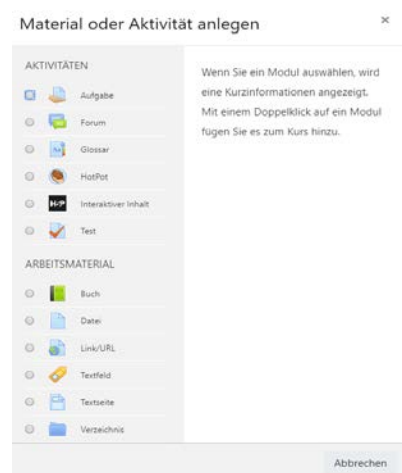 Material oder Aktivität anlegen
×
AKTIVITÄTEN
Aufgabe
Forum
Glossar
HotPot
H-P Interaktiver Inhalt
Test
ARBEITSMATERIAL
Buch
Datei
Link/URL
Textfeld
Textseite
Verzeichnis
Wenn Sie ein Modul auswählen, wird
eine Kurzinformationen angezeigt.
Mit einem Doppelklick auf ein Modul
fügen Sie es zum Kurs hinzu.
Abbrechen